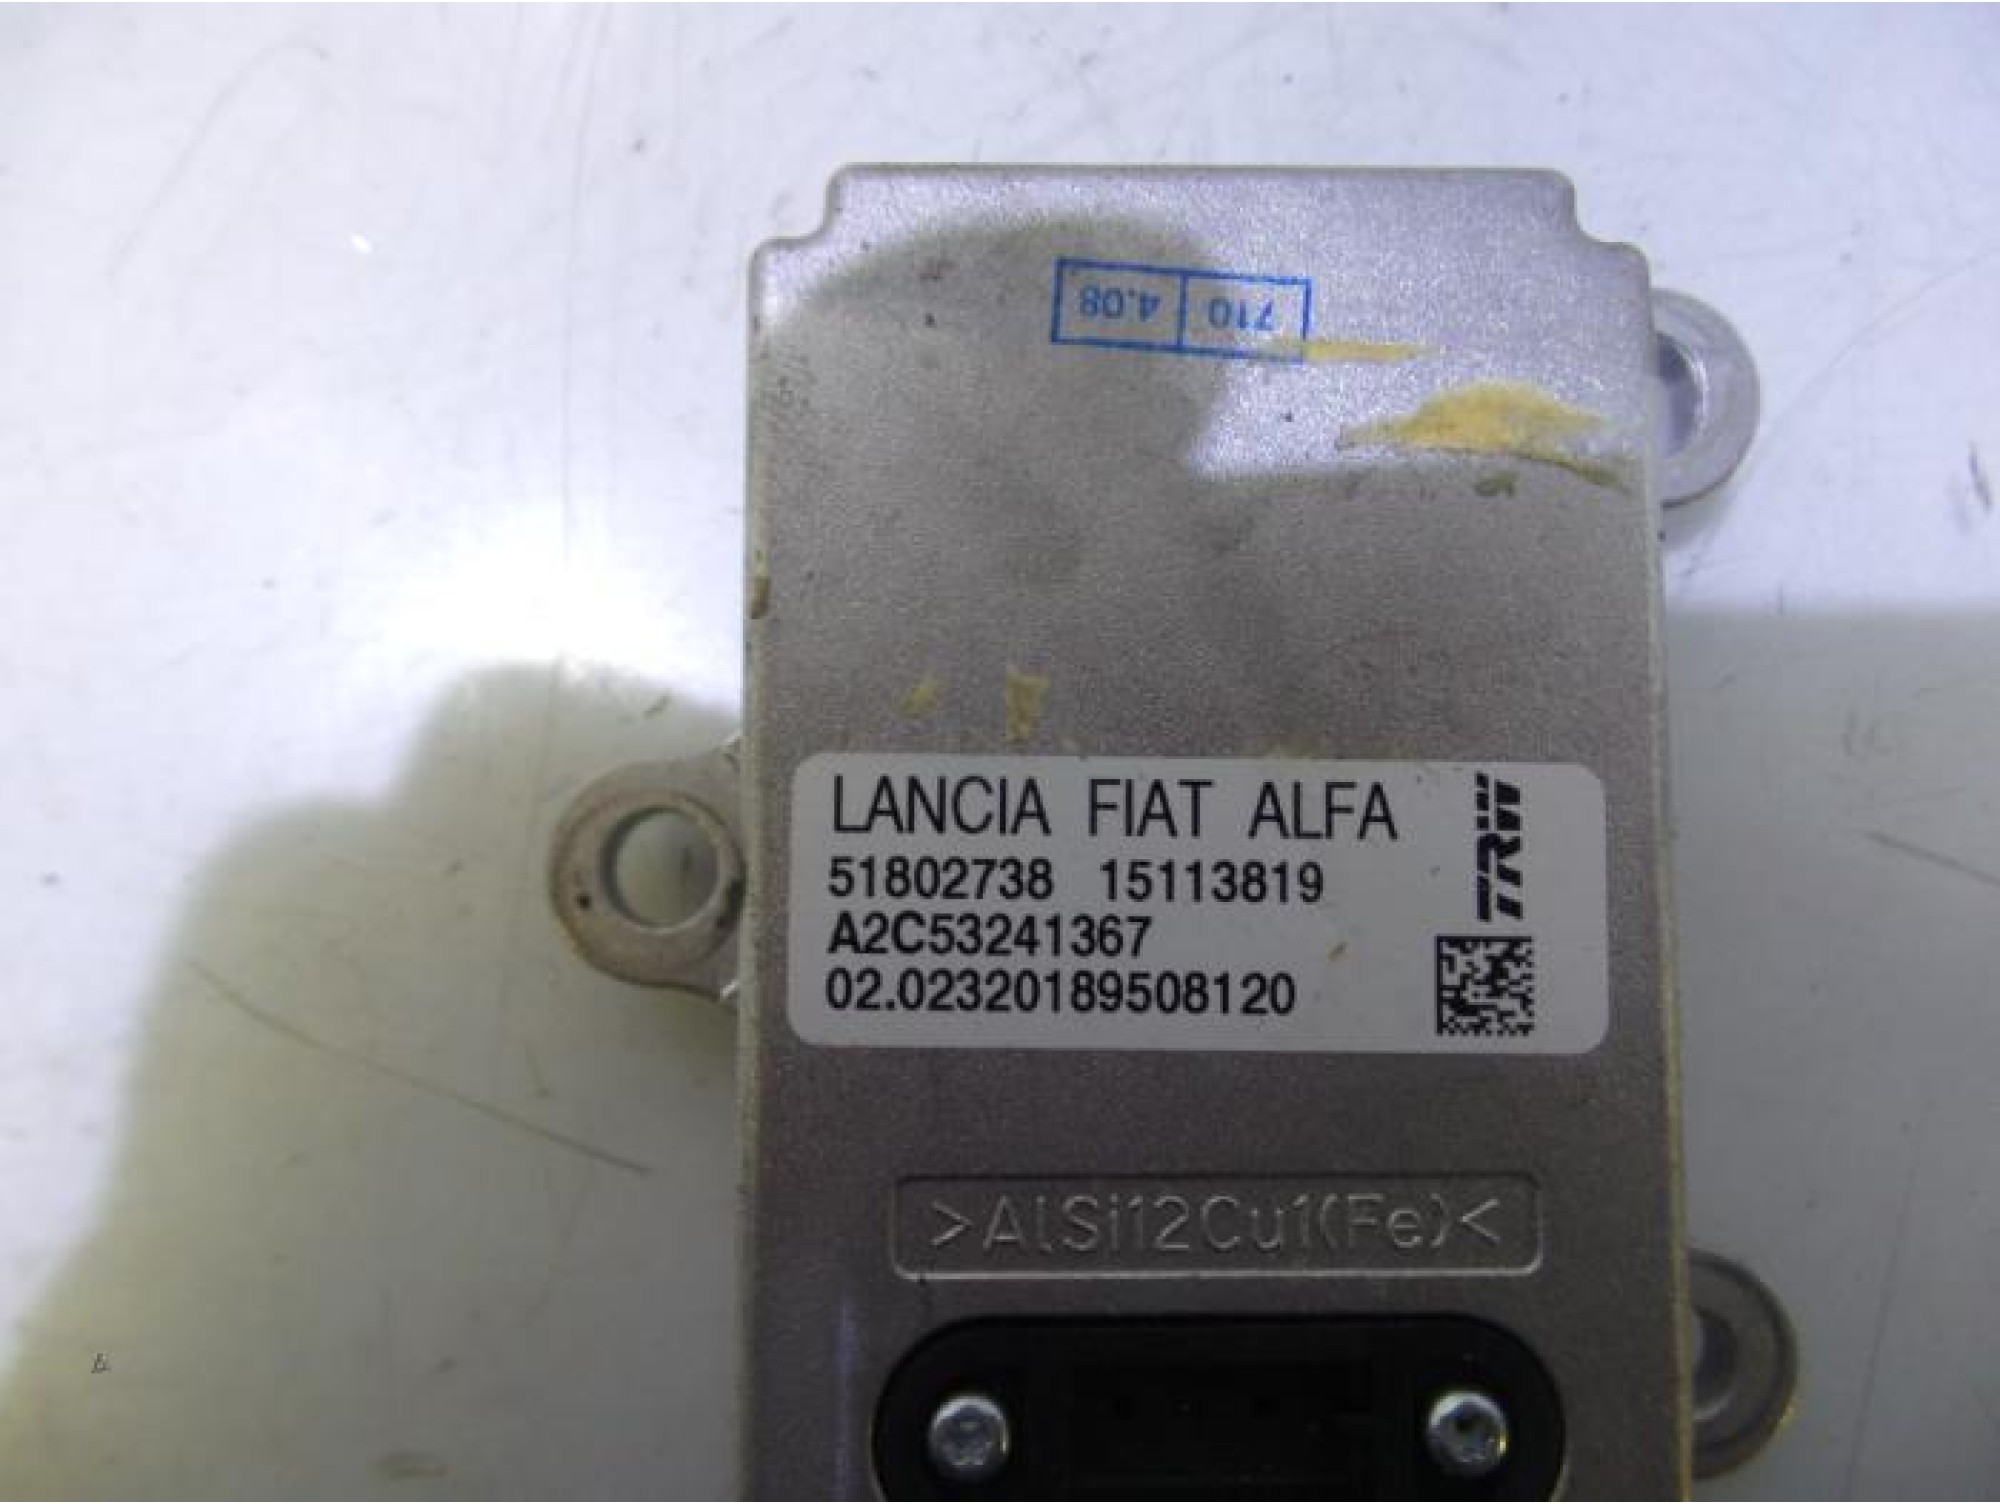 710 4.08
LANCIA FIAT ALFA
51802738 15113819
A2C53241367
02.02320189508120
TRW
>AlSi12Cu1(Fe)<